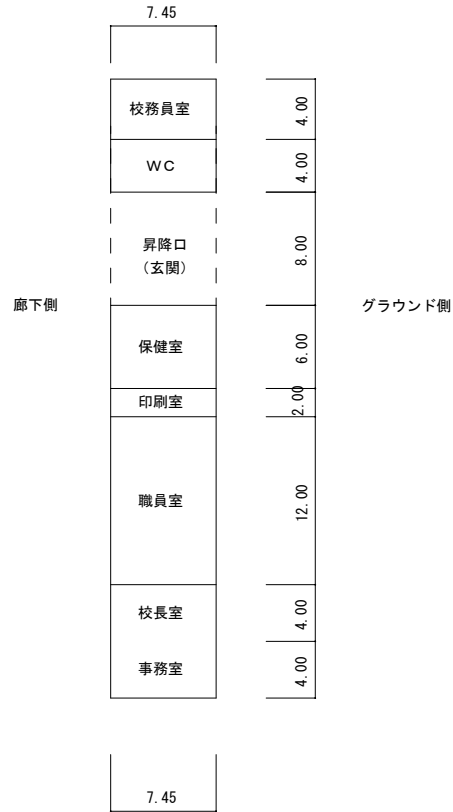 7.45
校務員室
4.00
WC
4.00
昇降口
(玄関)
8.00
廊下側
グラウンド側
保健室
6.00
印刷室
2.00
職員室
12.00
校長室
4.00
事務室
4.00
7.45